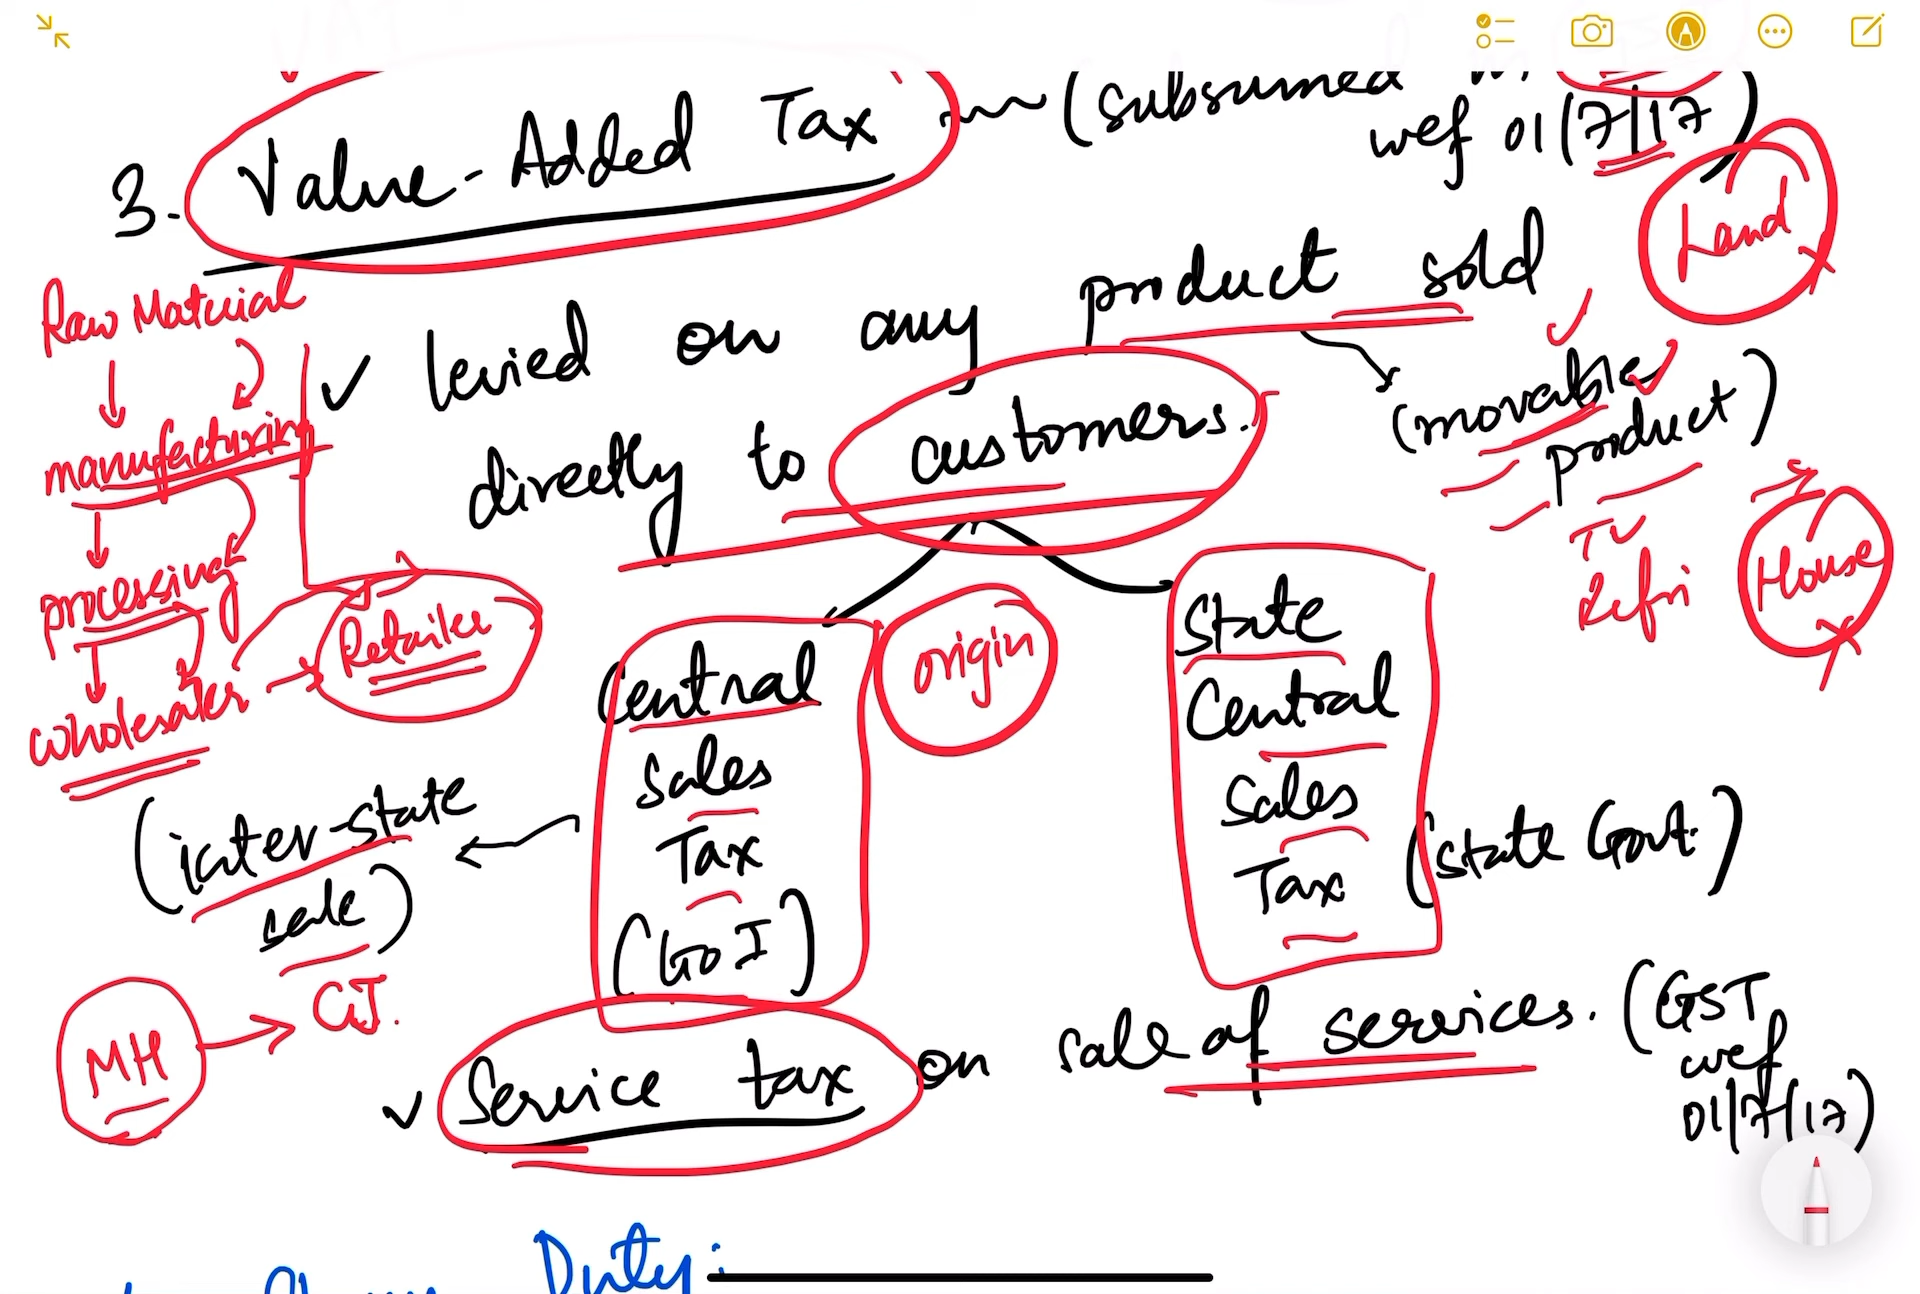 3. Value-Added Tax (subsumed
wef 01/7/17)
Land
Raw Material
manufacturing
processing
wholesaler
Retailer
levied on any product sold
directly to customers.
(movable
product)
TV
Refri
House
origin
Central
Sales
Tax
(GoI)
(inter-state
sale)
MH
GJ.
State
Central
Sales
Tax (State Govt.)
Service tax on sale of services. (GST
wef
01/7/17)
Duty: